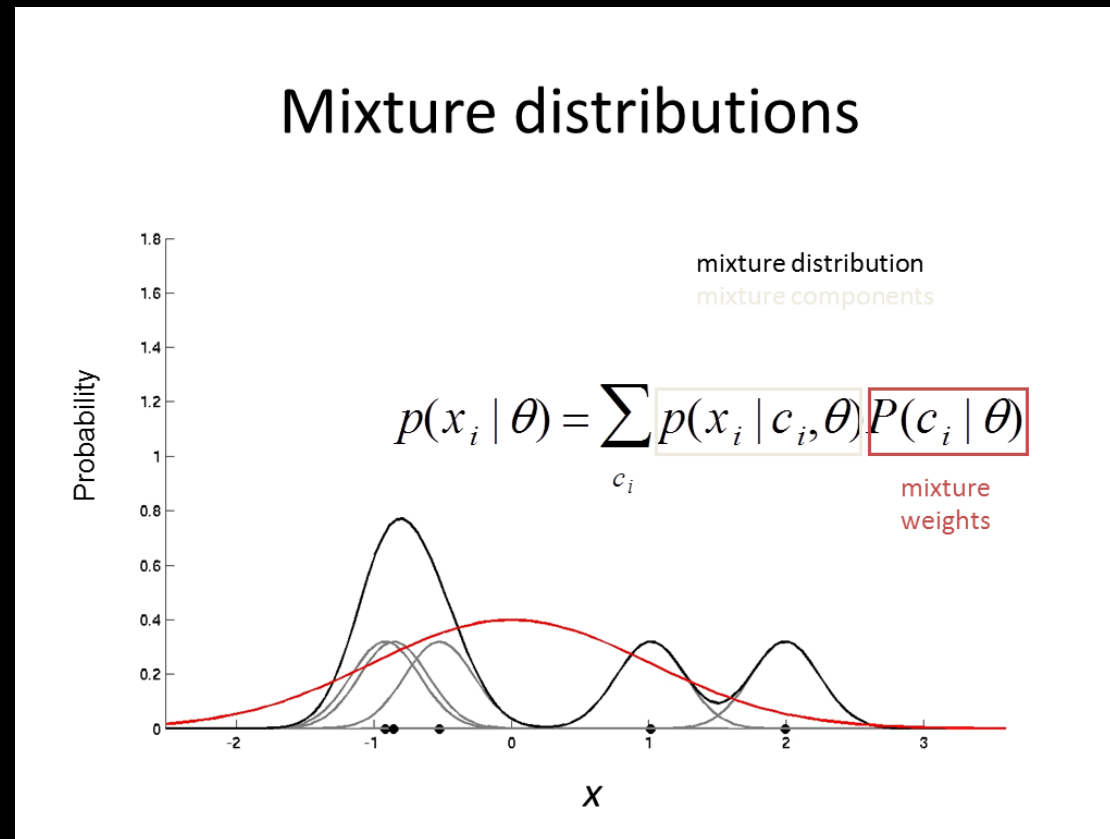 Mixture distributions
mixture distribution
mixture components
p(x_i | θ) = ∑_{c_i} p(x_i | c_i, θ) P(c_i | θ)
mixture
weights
Probability
1.8
1.6
1.4
1.2
1
0.8
0.6
0.4
0.2
0
-2
-1
0
1
2
3
x